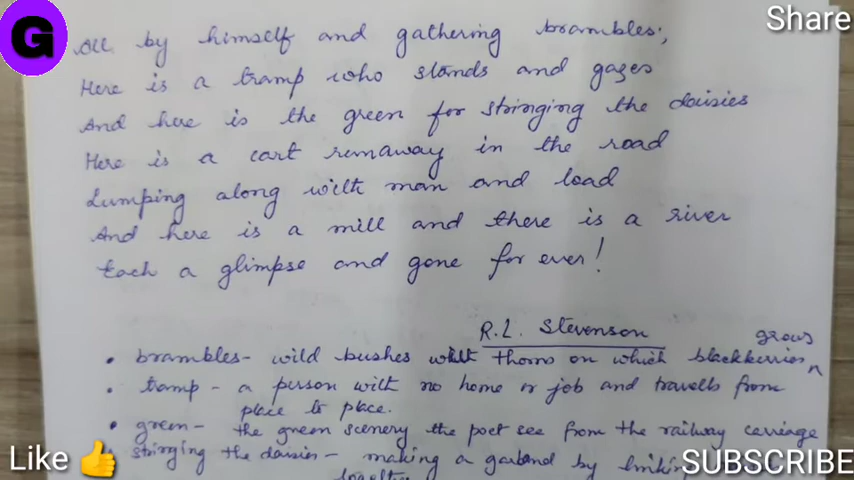 G
Share
All by himself and gathering brambles;
Here is a tramp who stands and gazes
And here is the green for stringing the daisies
Here is a cart runaway in the road
Lumping along with man and load
And here is a mill and there is a river
Each a glimpse and gone for ever!
R.L. Stevenson
• brambles- wild bushes with thorns on which blackberries grows
• tramp - a person with no home or job and travells from
place to place.
• green- the green scenery the poet see from the railway carriage
stringing the daisies- making a garland by linking
together
Like 👍
SUBSCRIBE